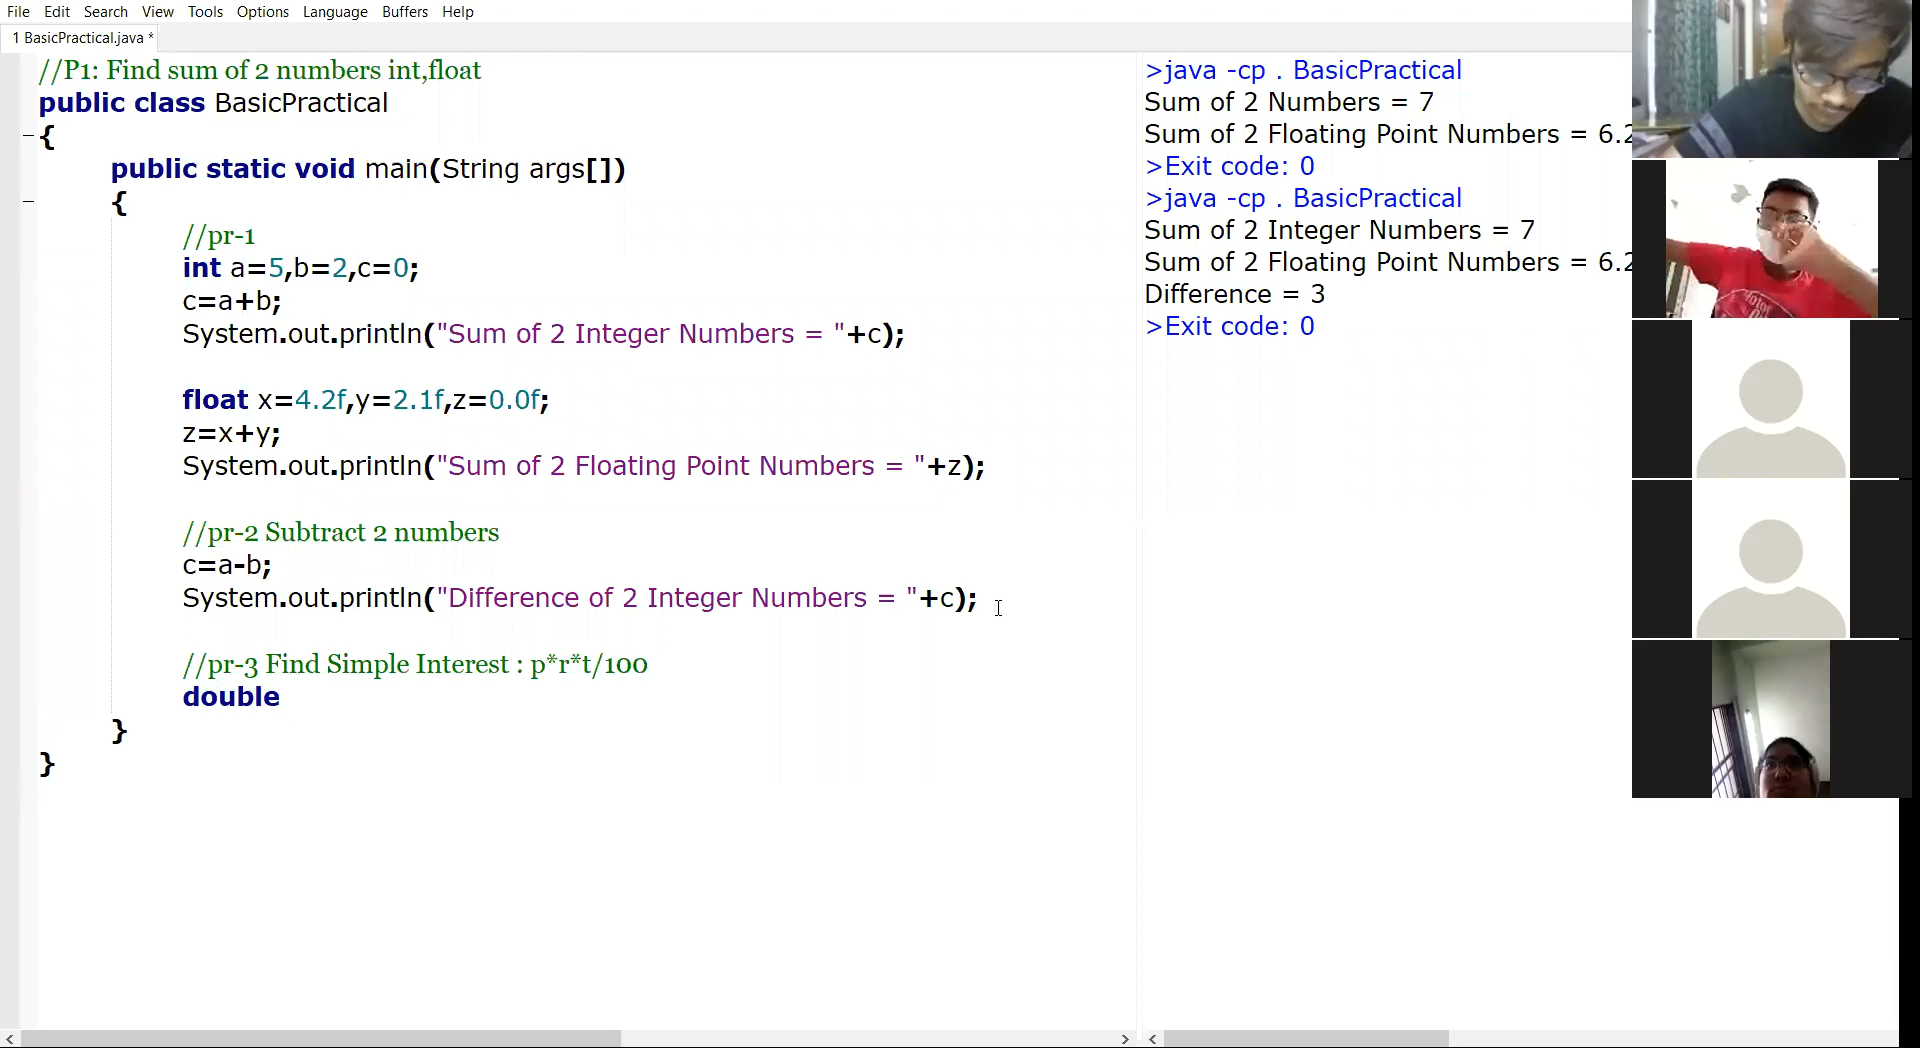 File Edit Search View Tools Options Language Buffers Help
1 BasicPractical.java *
//P1: Find sum of 2 numbers int,float
public class BasicPractical
{
public static void main(String args[])
{
//pr-1
int a=5,b=2,c=0;
c=a+b;
System.out.println("Sum of 2 Integer Numbers = "+c);
float x=4.2f,y=2.1f,z=0.0f;
z=x+y;
System.out.println("Sum of 2 Floating Point Numbers = "+z);
//pr-2 Subtract 2 numbers
c=a-b;
System.out.println("Difference of 2 Integer Numbers = "+c);
//pr-3 Find Simple Interest : p*r*t/100
double
}
}
>java -cp . BasicPractical
Sum of 2 Numbers = 7
Sum of 2 Floating Point Numbers = 6.2
>Exit code: 0
>java -cp . BasicPractical
Sum of 2 Integer Numbers = 7
Sum of 2 Floating Point Numbers = 6.2
Difference = 3
>Exit code: 0